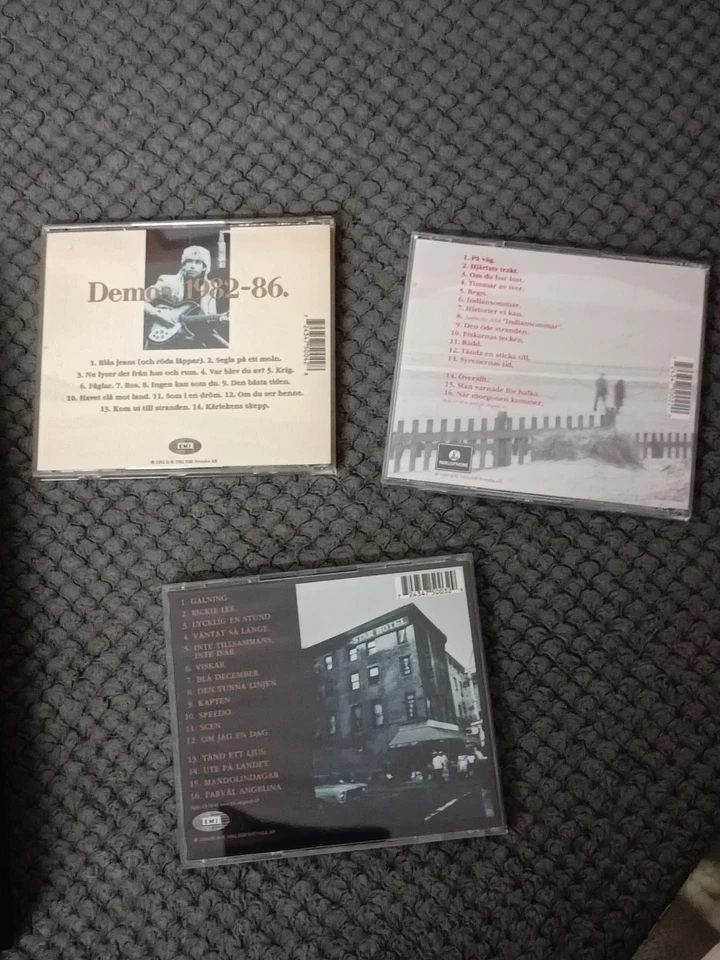 Demos 1982-86.
1. Blåa jeans (och röda läppar). 2. Segla på ett moln.
3. Nu lyser det från hus och rum. 4. Var blev du av? 5. Krig.
6. Fåglar. 7. Rus. 8. Ingen kan som du. 9. Den bästa tiden.
10. Havet slå mot land. 11. Som i en dröm. 12. Om du ser henne.
13. Kom ut till stranden. 14. Kärlekens skepp.
EMI
1. På väg.
2. Hjärtats trakt.
3. Om du har lust.
4. Timmar av iver.
5. Regn.
6. Indiansommar.
7. Historier vi kan.
8. "Indiansommar"
9. Den öde stranden.
10. Fiskarnas tecken.
11. Rädd.
12. Tända en sticka till.
13. Syrenernas tid.
14. Överallt.
15. Man varnade för halka.
16. När morgonen kommer.
PARLOPHONE
1. GALNING
2. RICKIE LEE
3. LYCKLIG EN STUND
4. VÄNTAT SÅ LÄNGE
5. INTE TILLSAMMANS,
INTE ISÄR
6. VISKAR
7. BLÅ DECEMBER
8. DEN TUNNA LINJEN
9. KAPTEN
10. SPEEDO
11. SCEN
12. OM JAG EN DAG
13. TÄND ETT LJUS
14. UTE PÅ LANDET
15. MANDOLINDAGAR
16. FARVÄL ANGELINA
EMI
STAR HOTEL